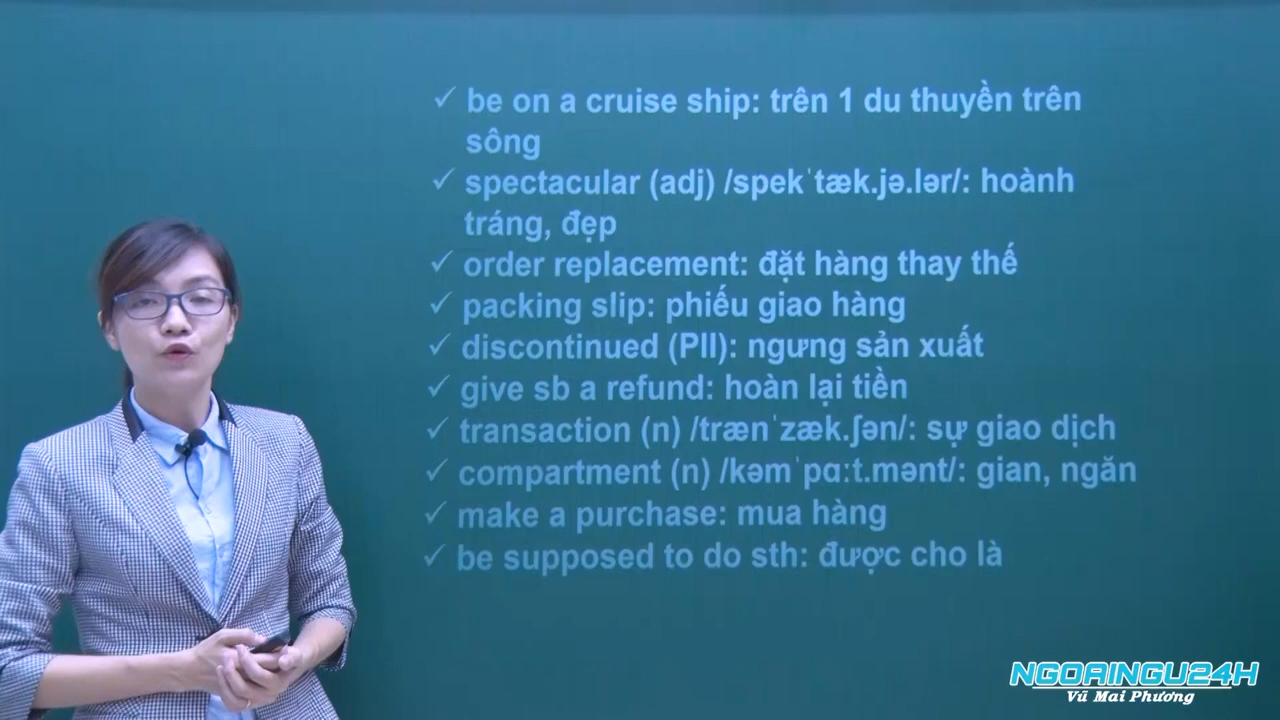 ✓ be on a cruise ship: trên 1 du thuyền trên
sông
✓ spectacular (adj) /spekˈtæk.jə.lər/: hoành
tráng, đẹp
✓ order replacement: đặt hàng thay thế
✓ packing slip: phiếu giao hàng
✓ discontinued (PII): ngưng sản xuất
✓ give sb a refund: hoàn lại tiền
✓ transaction (n) /trænˈzæk.ʃən/: sự giao dịch
✓ compartment (n) /kəmˈpɑːt.mənt/: gian, ngăn
✓ make a purchase: mua hàng
✓ be supposed to do sth: được cho là
NGOAINGU24H
Vũ Mai Phương